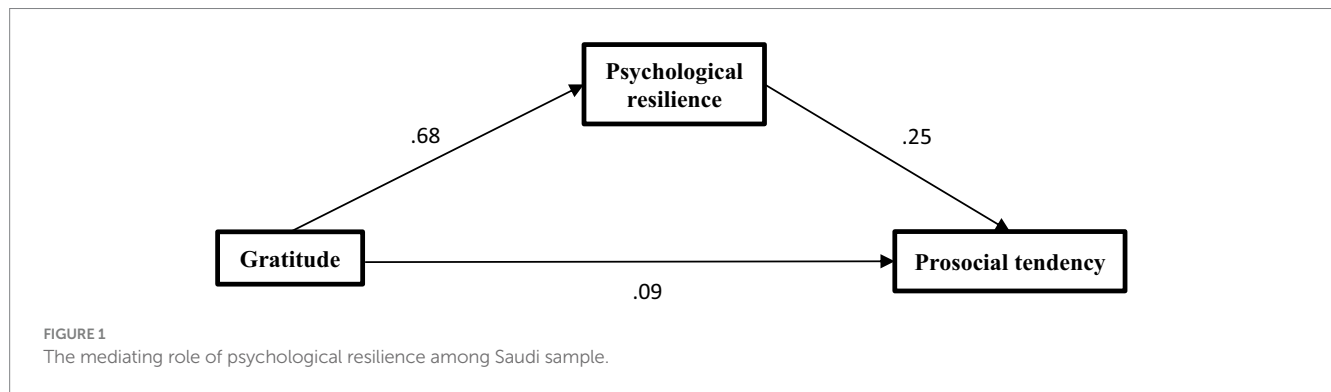 Psychological
resilience
.68
.25
Gratitude
Prosocial tendency
.09
FIGURE 1
The mediating role of psychological resilience among Saudi sample.